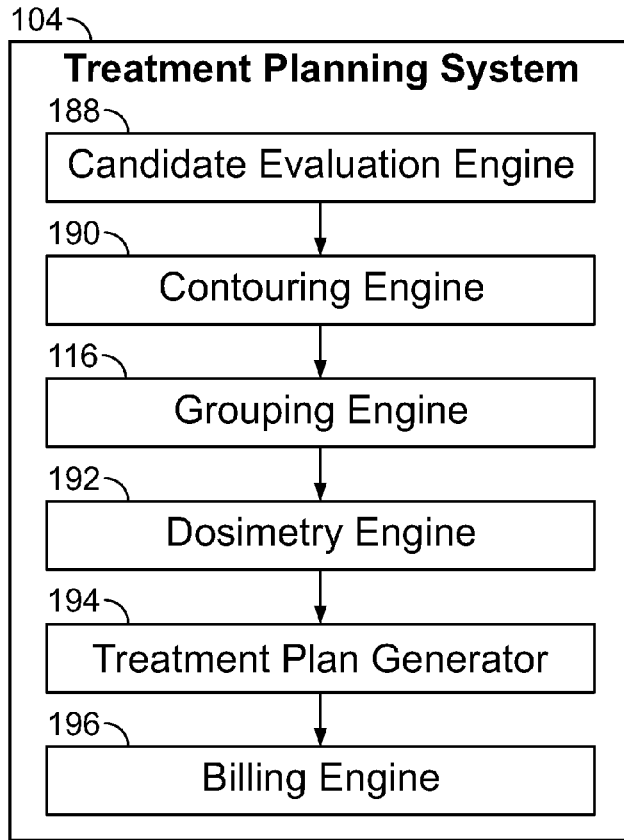 104
Treatment Planning System
188
Candidate Evaluation Engine
190
Contouring Engine
116
Grouping Engine
192
Dosimetry Engine
194
Treatment Plan Generator
196
Billing Engine